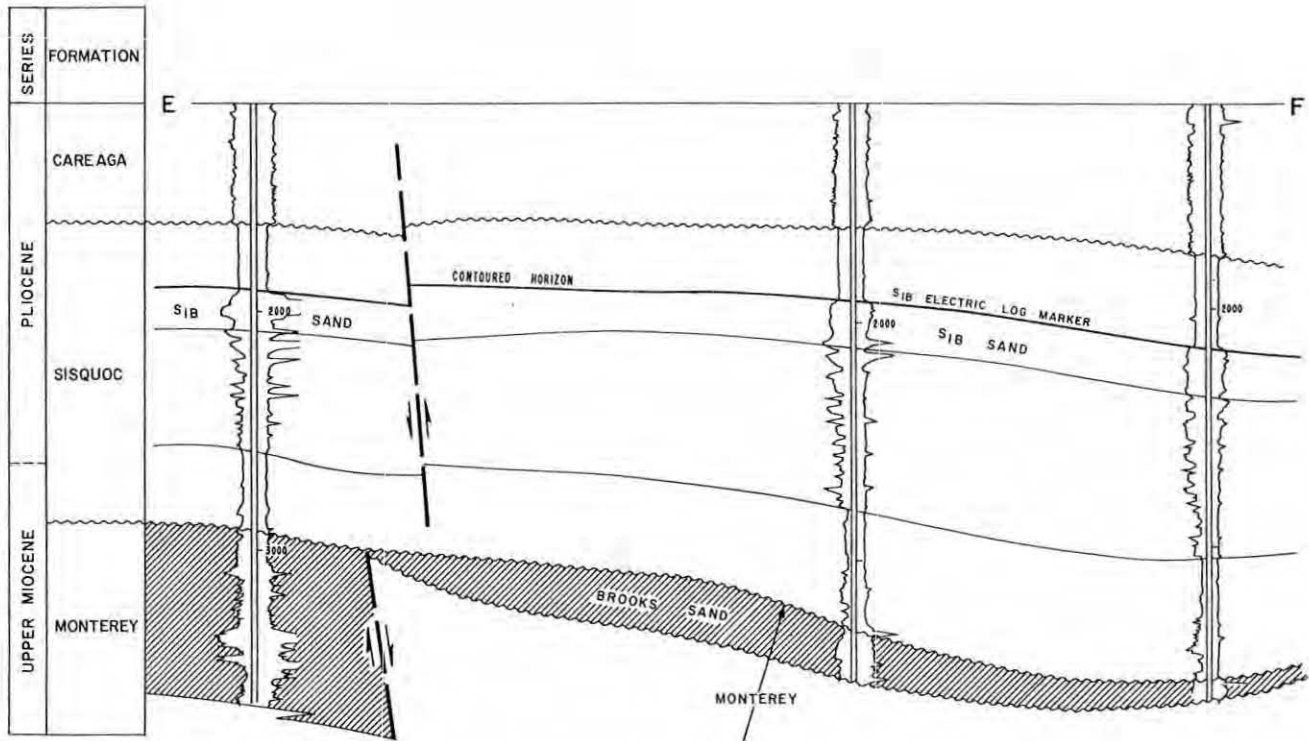 SERIES
FORMATION
E
F
PLIOCENE
CAREAGA
CONTOURED HORIZON
S1B ELECTRIC LOG MARKER
S1B SAND
2000
2000
2000
S1B SAND
SISQUOC
UPPER MIOCENE
3000
BROOKS SAND
MONTEREY
MONTEREY